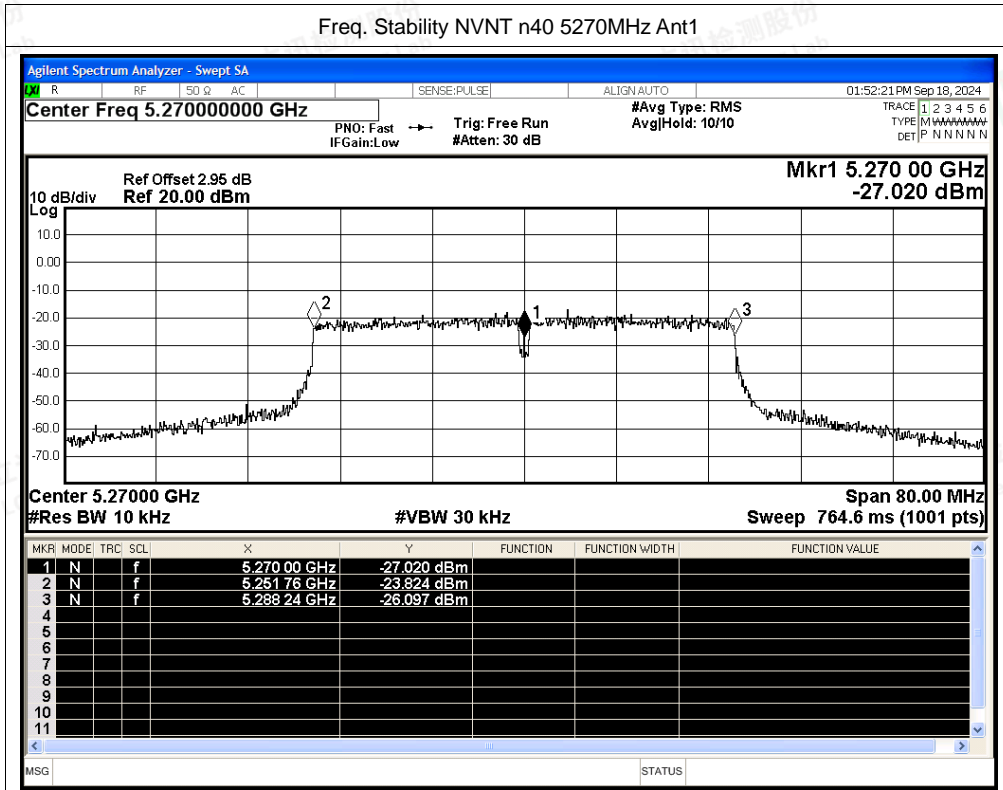 Freq. Stability NVNT n40 5270MHz Ant1
Agilent Spectrum Analyzer - Swept SA
LXI R RF 50 Ω AC SENSE:PULSE ALIGN AUTO 01:52:21 PM Sep 18, 2024
Center Freq 5.270000000 GHz #Avg Type: RMS TRACE 1 2 3 4 5 6
PNO: Fast Trig: Free Run Avg|Hold: 10/10 TYPE M WWWWW
IFGain:Low #Atten: 30 dB DET P N N N N N
Mkr1 5.270 00 GHz
Ref Offset 2.95 dB
10 dB/div Ref 20.00 dBm -27.020 dBm
Log
10.0
0.00
-10.0
-20.0
-30.0
-40.0
-50.0
-60.0
-70.0
2
1
3
Center 5.27000 GHz Span 80.00 MHz
#Res BW 10 kHz #VBW 30 kHz Sweep 764.6 ms (1001 pts)
MKR MODE TRC SCL X Y FUNCTION FUNCTION WIDTH FUNCTION VALUE
1 N f 5.270 00 GHz -27.020 dBm
2 N f 5.251 76 GHz -23.824 dBm
3 N f 5.288 24 GHz -26.097 dBm
4
5
6
7
8
9
10
11
MSG STATUS